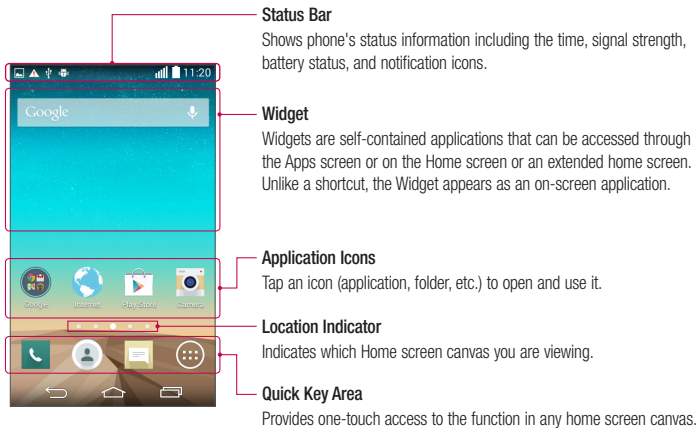 Status Bar
Shows phone's status information including the time, signal strength,
battery status, and notification icons.
11:20
Google
Widget
Widgets are self-contained applications that can be accessed through
the Apps screen or on the Home screen or an extended home screen.
Unlike a shortcut, the Widget appears as an on-screen application.
Google
Internet
Play Store
Camera
Application Icons
Tap an icon (application, folder, etc.) to open and use it.
Location Indicator
Indicates which Home screen canvas you are viewing.
Quick Key Area
Provides one-touch access to the function in any home screen canvas.